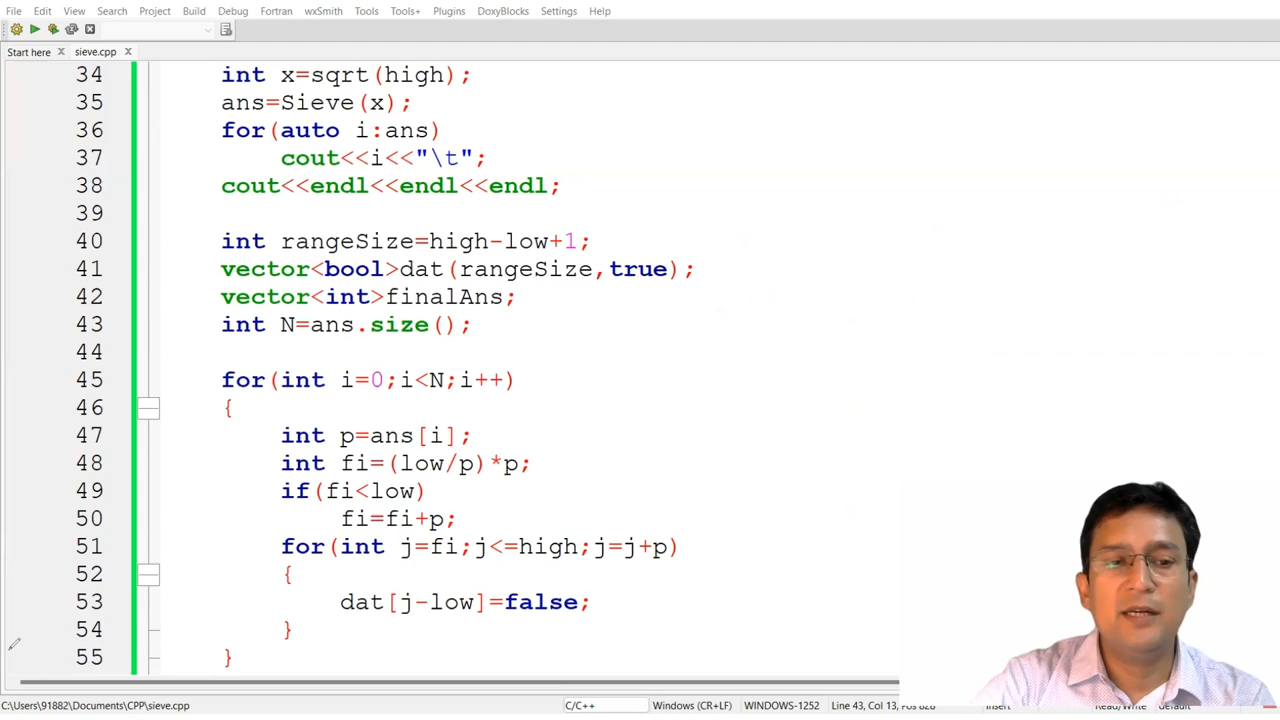 File Edit View Search Project Build Debug Fortran wxSmith Tools Tools+ Plugins DoxyBlocks Settings Help
Start here sieve.cpp
34 int x=sqrt(high);
35 ans=Sieve(x);
36 for(auto i:ans)
37 cout<<i<<"\t";
38 cout<<endl<<endl<<endl;
39
40 int rangeSize=high-low+1;
41 vector<bool>dat(rangeSize,true);
42 vector<int>finalAns;
43 int N=ans.size();
44
45 for(int i=0;i<N;i++)
46 {
47 int p=ans[i];
48 int fi=(low/p)*p;
49 if(fi<low)
50 fi=fi+p;
51 for(int j=fi;j<=high;j=j+p)
52 {
53 dat[j-low]=false;
54 }
55 }
C:\Users\91882\Documents\CPP\sieve.cpp C/C++ Windows (CR+LF) WINDOWS-1252 Line 43, Col 13, Pos 828 Insert Read/Write default